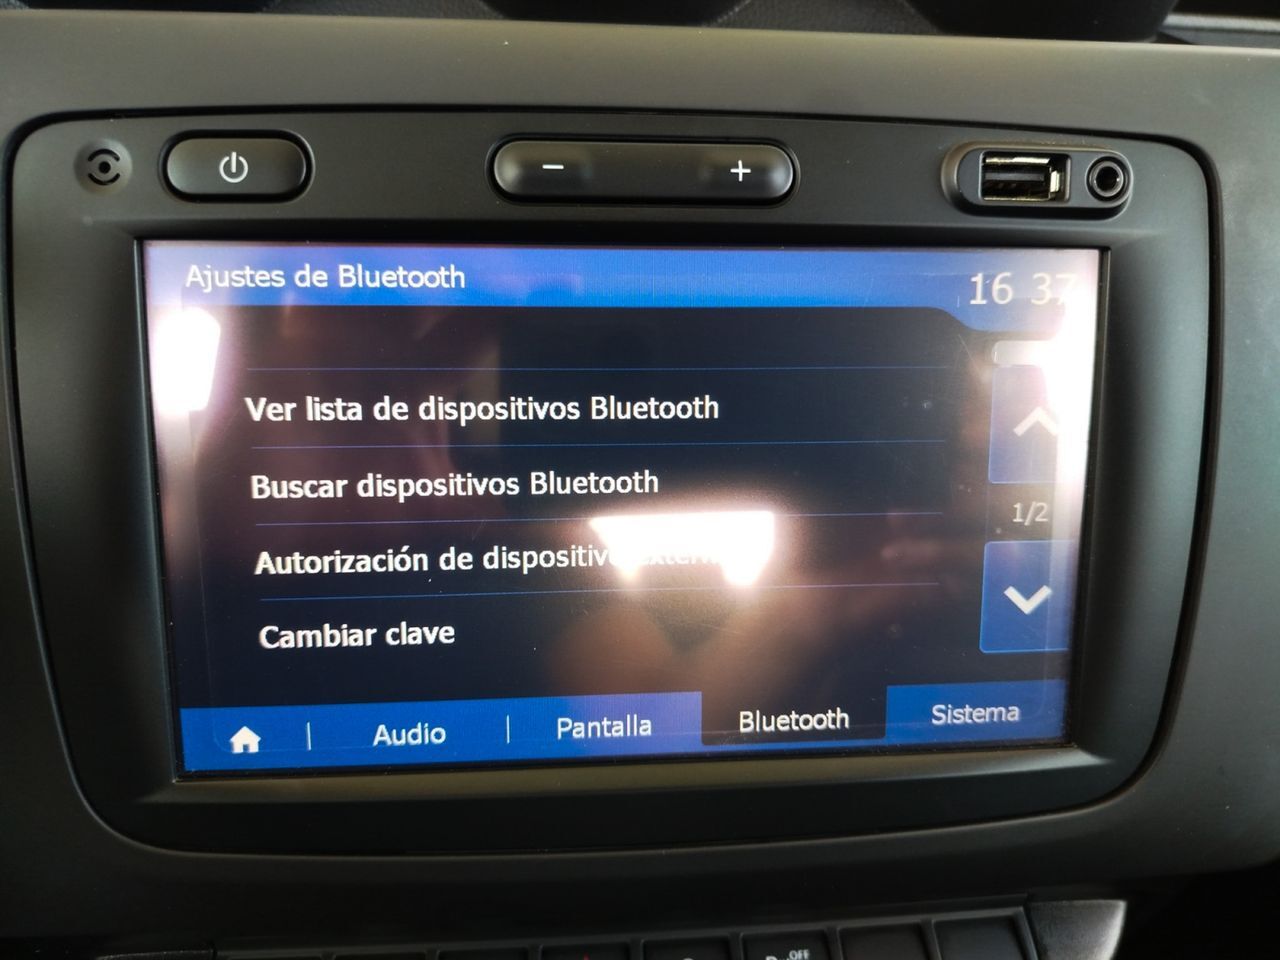 Ajustes de Bluetooth
16 37
Ver lista de dispositivos Bluetooth
Buscar dispositivos Bluetooth
1/2
Autorización de
Cambiar clave
Audio
Pantalla
Bluetooth
Sistema
OFF